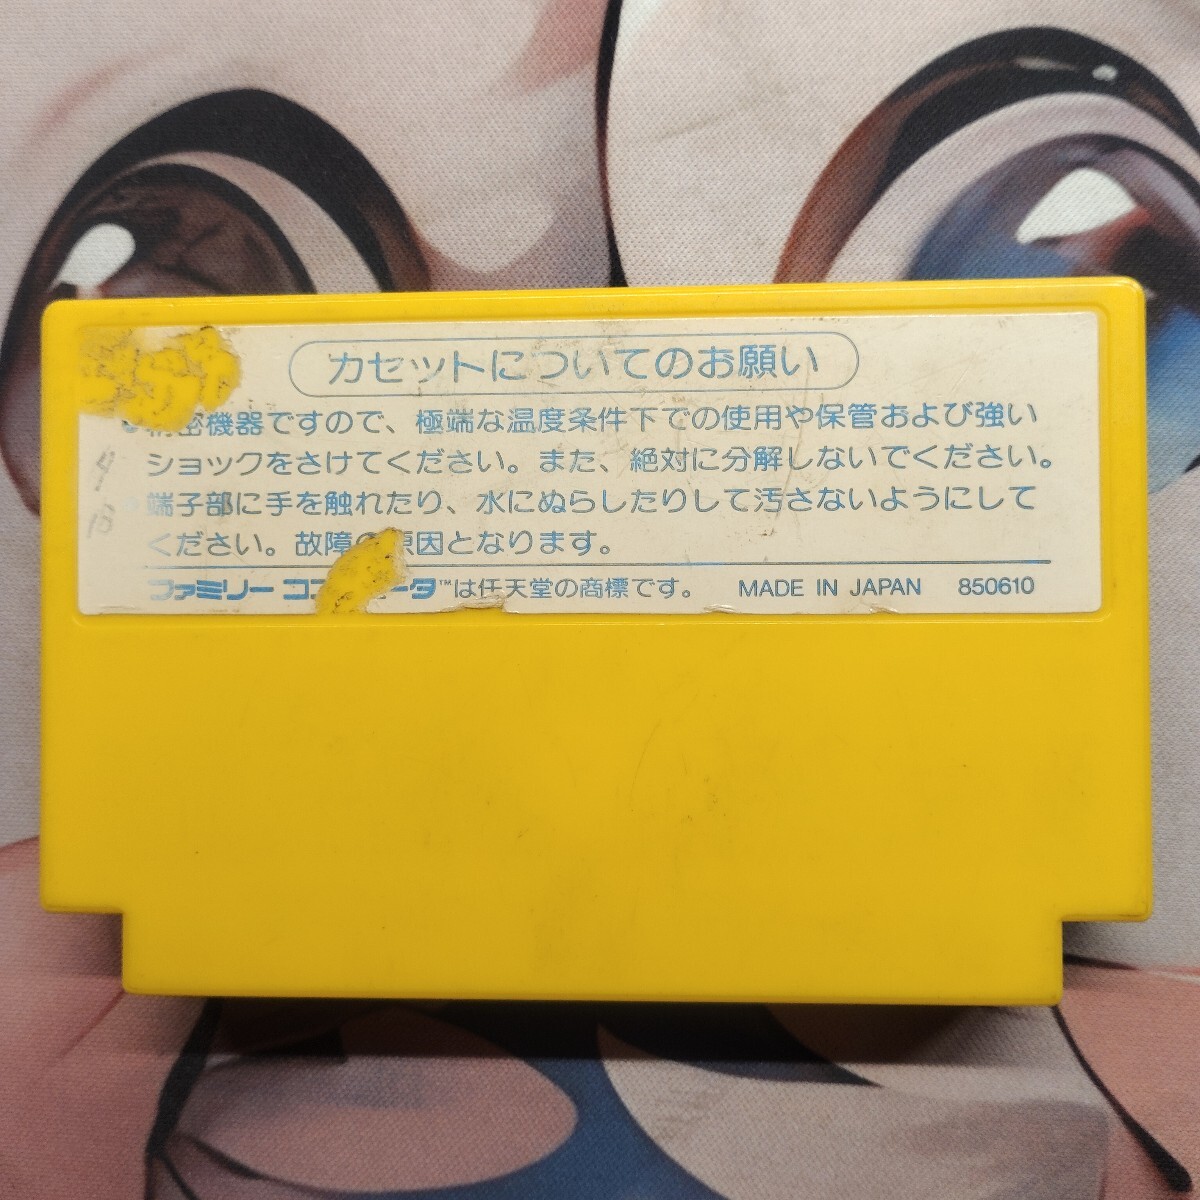 カセットについてのお願い
密機器ですので、極端な温度条件下での使用や保管および強い
ショックをさけてください。また、絶対に分解しないでください。
端子部に手を触れたり、水にぬらしたりして汚さないようにして
ください。故障の原因となります。
ファミリー コンピュータ™は任天堂の商標です。 MADE IN JAPAN 850610